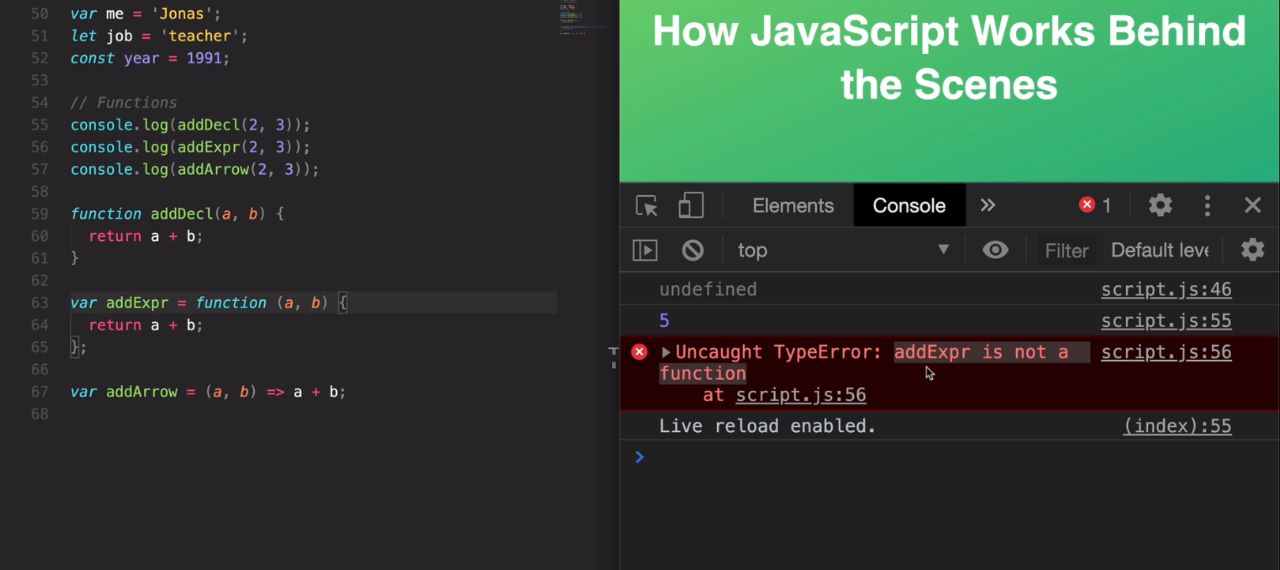 50 var me = 'Jonas';
51 let job = 'teacher';
52 const year = 1991;
53
54 // Functions
55 console.log(addDecl(2, 3));
56 console.log(addExpr(2, 3));
57 console.log(addArrow(2, 3));
58
59 function addDecl(a, b) {
60 return a + b;
61 }
62
63 var addExpr = function (a, b) {
64 return a + b;
65 };
66
67 var addArrow = (a, b) => a + b;
68
How JavaScript Works Behind
the Scenes
Elements Console » 1
top Filter Default leve
undefined script.js:46
5 script.js:55
Uncaught TypeError: addExpr is not a script.js:56
function
at script.js:56
Live reload enabled. (index):55
>